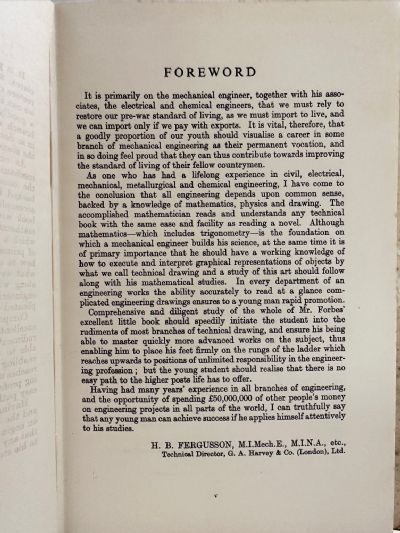 FOREWORD
It is primarily on the mechanical engineer, together with his asso-
ciates, the electrical and chemical engineers, that we must rely to
restore our pre-war standard of living, as we must import to live, and
we can import only if we pay with exports. It is vital, therefore, that
a goodly proportion of our youth should visualise a career in some
branch of mechanical engineering as their permanent vocation, and
in so doing feel proud that they can thus contribute towards improving
the standard of living of their fellow countrymen.
As one who has had a lifelong experience in civil, electrical,
mechanical, metallurgical and chemical engineering, I have come to
the conclusion that all engineering depends upon common sense,
backed by a knowledge of mathematics, physics and drawing. The
accomplished mathematician reads and understands any technical
book with the same ease and facility as reading a novel. Although
mathematics—which includes trigonometry—is the foundation on
which a mechanical engineer builds his science, at the same time it is
of primary importance that he should have a working knowledge of
how to execute and interpret graphical representations of objects by
what we call technical drawing and a study of this art should follow
along with his mathematical studies. In every department of an
engineering works the ability accurately to read at a glance com-
plicated engineering drawings ensures to a young man rapid promotion.
Comprehensive and diligent study of the whole of Mr. Forbes'
excellent little book should speedily initiate the student into the
rudiments of most branches of technical drawing, and ensure his being
able to master quickly more advanced works on the subject, thus
enabling him to place his feet firmly on the rungs of the ladder which
reaches upwards to positions of unlimited responsibility in the engineer-
ing profession; but the young student should realise that there is no
easy path to the higher posts life has to offer.
Having had many years' experience in all branches of engineering,
and the opportunity of spending £50,000,000 of other people's money
on engineering projects in all parts of the world, I can truthfully say
that any young man can achieve success if he applies himself attentively
to his studies.
H. B. FERGUSSON, M.I.Mech.E., M.I.N.A., etc.,
Technical Director, G. A. Harvey & Co. (London), Ltd.
v